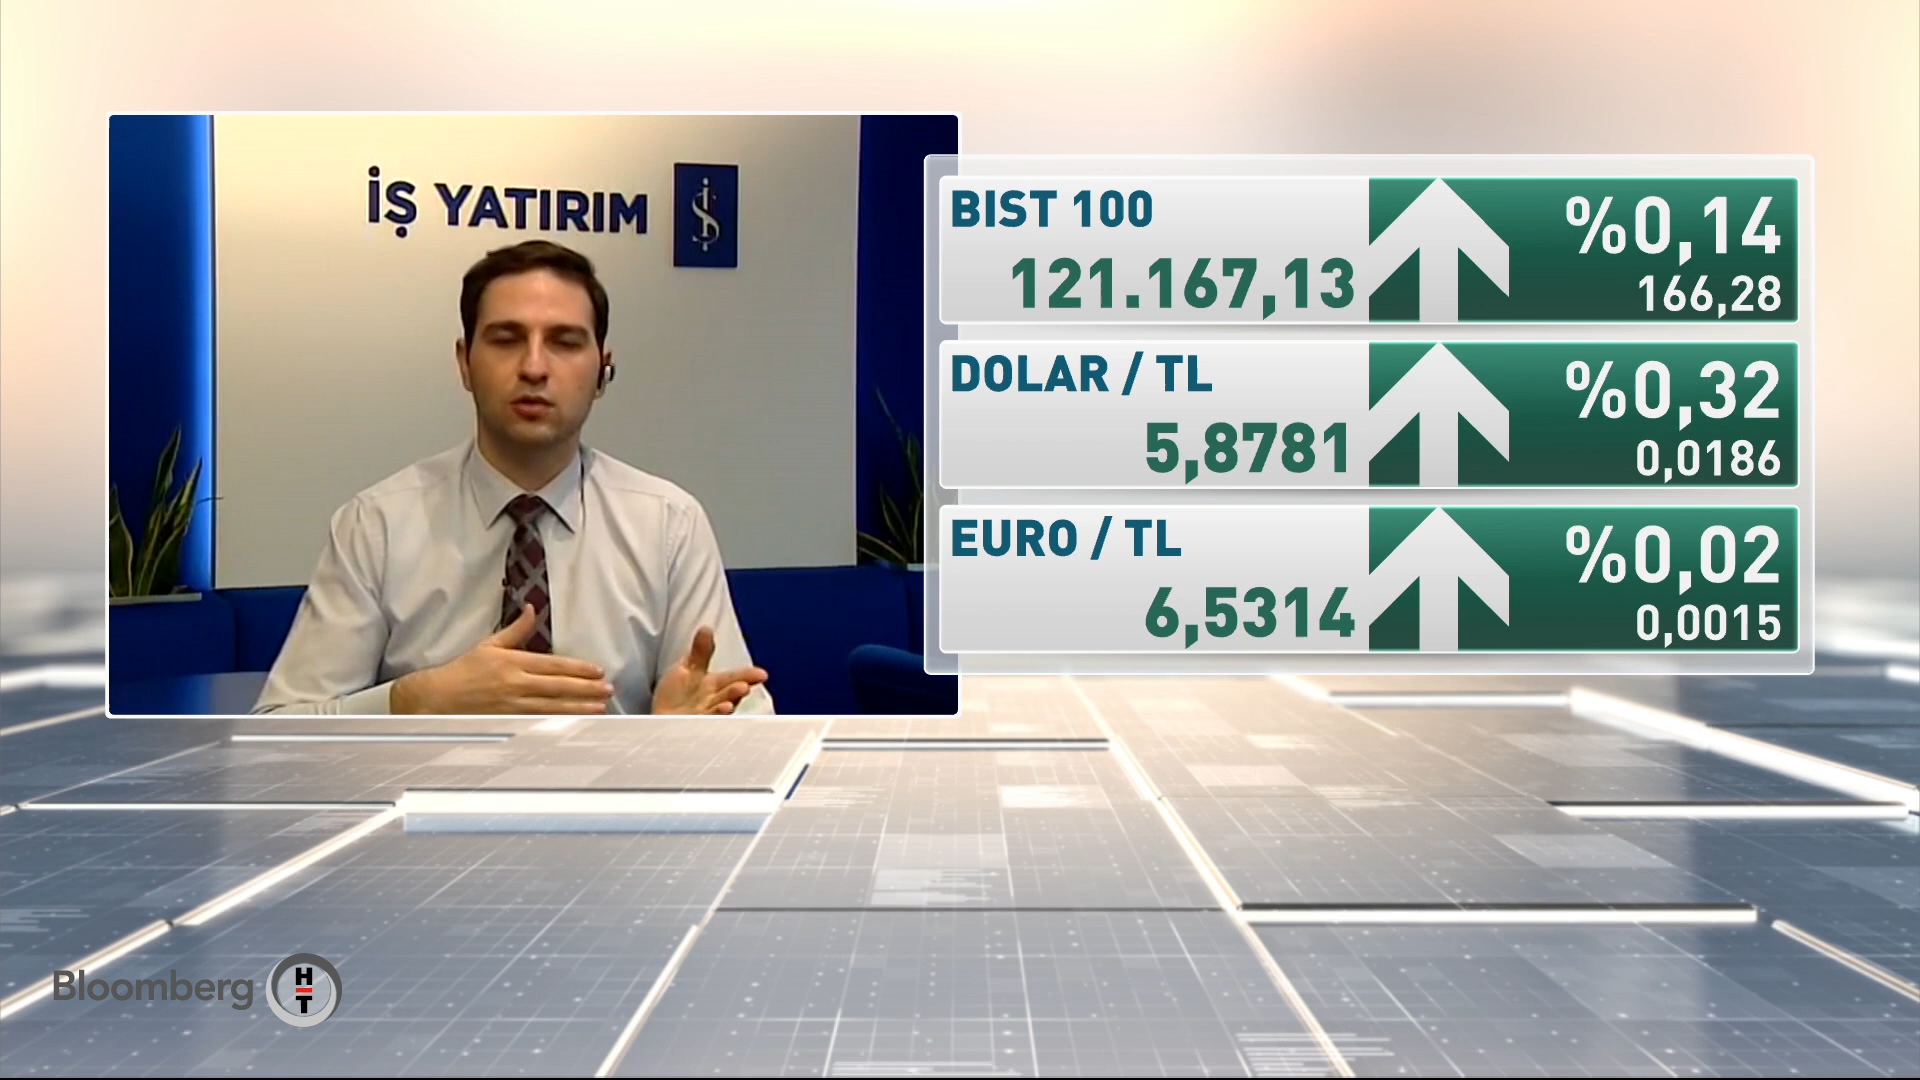 İŞ YATIRIM
BIST 100
121.167,13
%0,14
166,28
DOLAR / TL
5,8781
%0,32
0,0186
EURO / TL
6,5314
%0,02
0,0015
Bloomberg HT